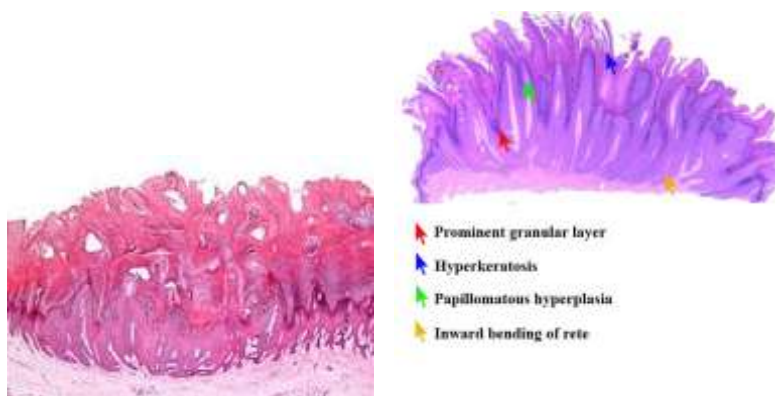 Prominent granular layer
Hyperkeratosis
Papillomatous hyperplasia
Inward bending of rete